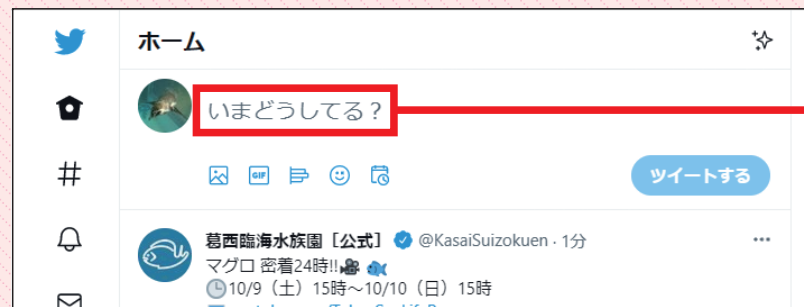 ホーム
いまどうしてる？
GIF
ツイートする
葛西臨海水族園［公式］ @KasaiSuizokuen · 1分
マグロ 密着24時!!🎥 🐟
🕒10/9（土）15時～10/10（日）15時